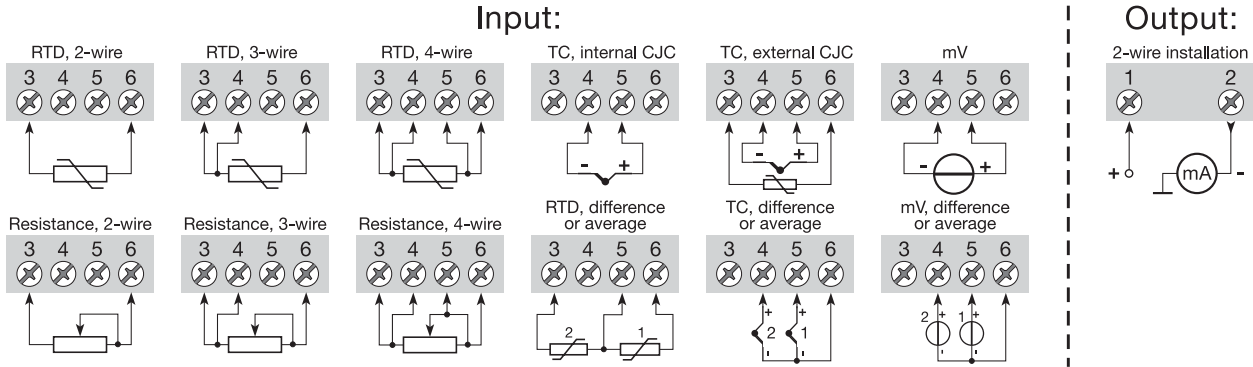 Input:
Output:
RTD, 2-wire
RTD, 3-wire
RTD, 4-wire
TC, internal CJC
TC, external CJC
mV
2-wire installation
3 4 5 6
3 4 5 6
3 4 5 6
3 4 5 6
3 4 5 6
3 4 5 6
1 2
- +
- +
- +
+ mA -
Resistance, 2-wire
Resistance, 3-wire
Resistance, 4-wire
RTD, difference
or average
TC, difference
or average
mV, difference
or average
3 4 5 6
3 4 5 6
3 4 5 6
3 4 5 6
3 4 5 6
3 4 5 6
2 1
+ +
2 1
- -
2 + 1 +
- -